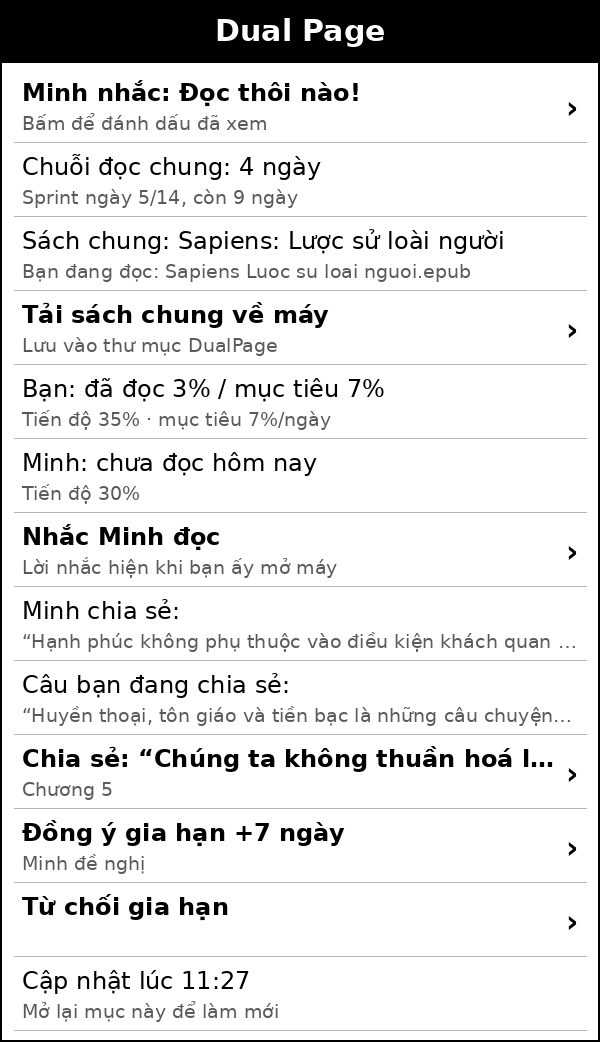 Dual Page
Minh nhắc: Đọc thôi nào!
Bấm để đánh dấu đã xem
Chuỗi đọc chung: 4 ngày
Sprint ngày 5/14, còn 9 ngày
Sách chung: Sapiens: Lược sử loài người
Bạn đang đọc: Sapiens Luoc su loai nguoi.epub
Tải sách chung về máy
Lưu vào thư mục DualPage
Bạn: đã đọc 3% / mục tiêu 7%
Tiến độ 35% · mục tiêu 7%/ngày
Minh: chưa đọc hôm nay
Tiến độ 30%
Nhắc Minh đọc
Lời nhắc hiện khi bạn ấy mở máy
Minh chia sẻ:
“Hạnh phúc không phụ thuộc vào điều kiện khách quan …
Câu bạn đang chia sẻ:
“Huyền thoại, tôn giáo và tiền bạc là những câu chuyện…
Chia sẻ: “Chúng ta không thuần hoá l…
Chương 5
Đồng ý gia hạn +7 ngày
Minh đề nghị
Từ chối gia hạn
Cập nhật lúc 11:27
Mở lại mục này để làm mới